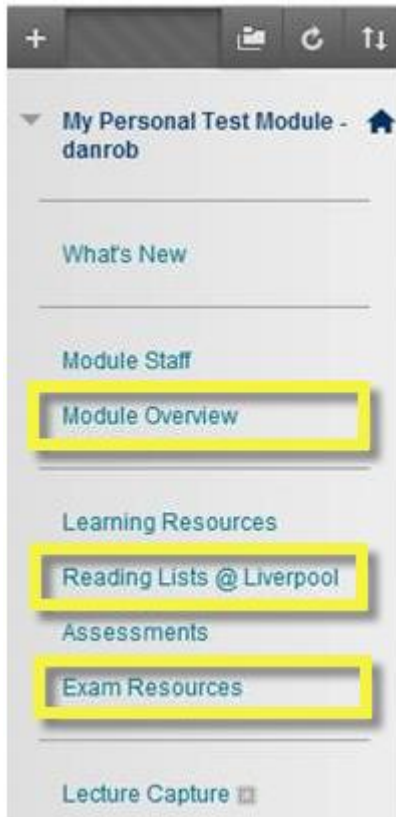 My Personal Test Module -
danrob
What's New
Module Staff
Module Overview
Learning Resources
Reading Lists @ Liverpool
Assessments
Exam Resources
Lecture Capture